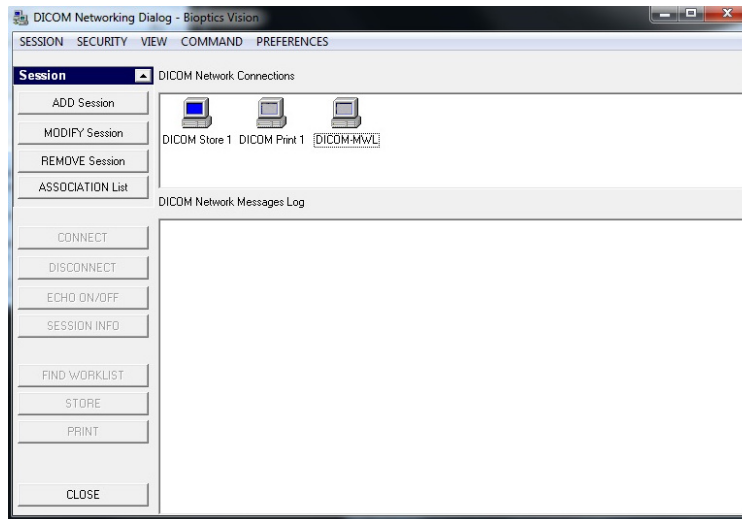 DICOM Networking Dialog - Bioptics Vision
SESSION SECURITY VIEW COMMAND PREFERENCES
Session
DICOM Network Connections
ADD Session
MODIFY Session
REMOVE Session
ASSOCIATION List
DICOM Store 1 DICOM Print 1 DICOM-MWL
DICOM Network Messages Log
CONNECT
DISCONNECT
ECHO ON/OFF
SESSION INFO
FIND WORKLIST
STORE
PRINT
CLOSE